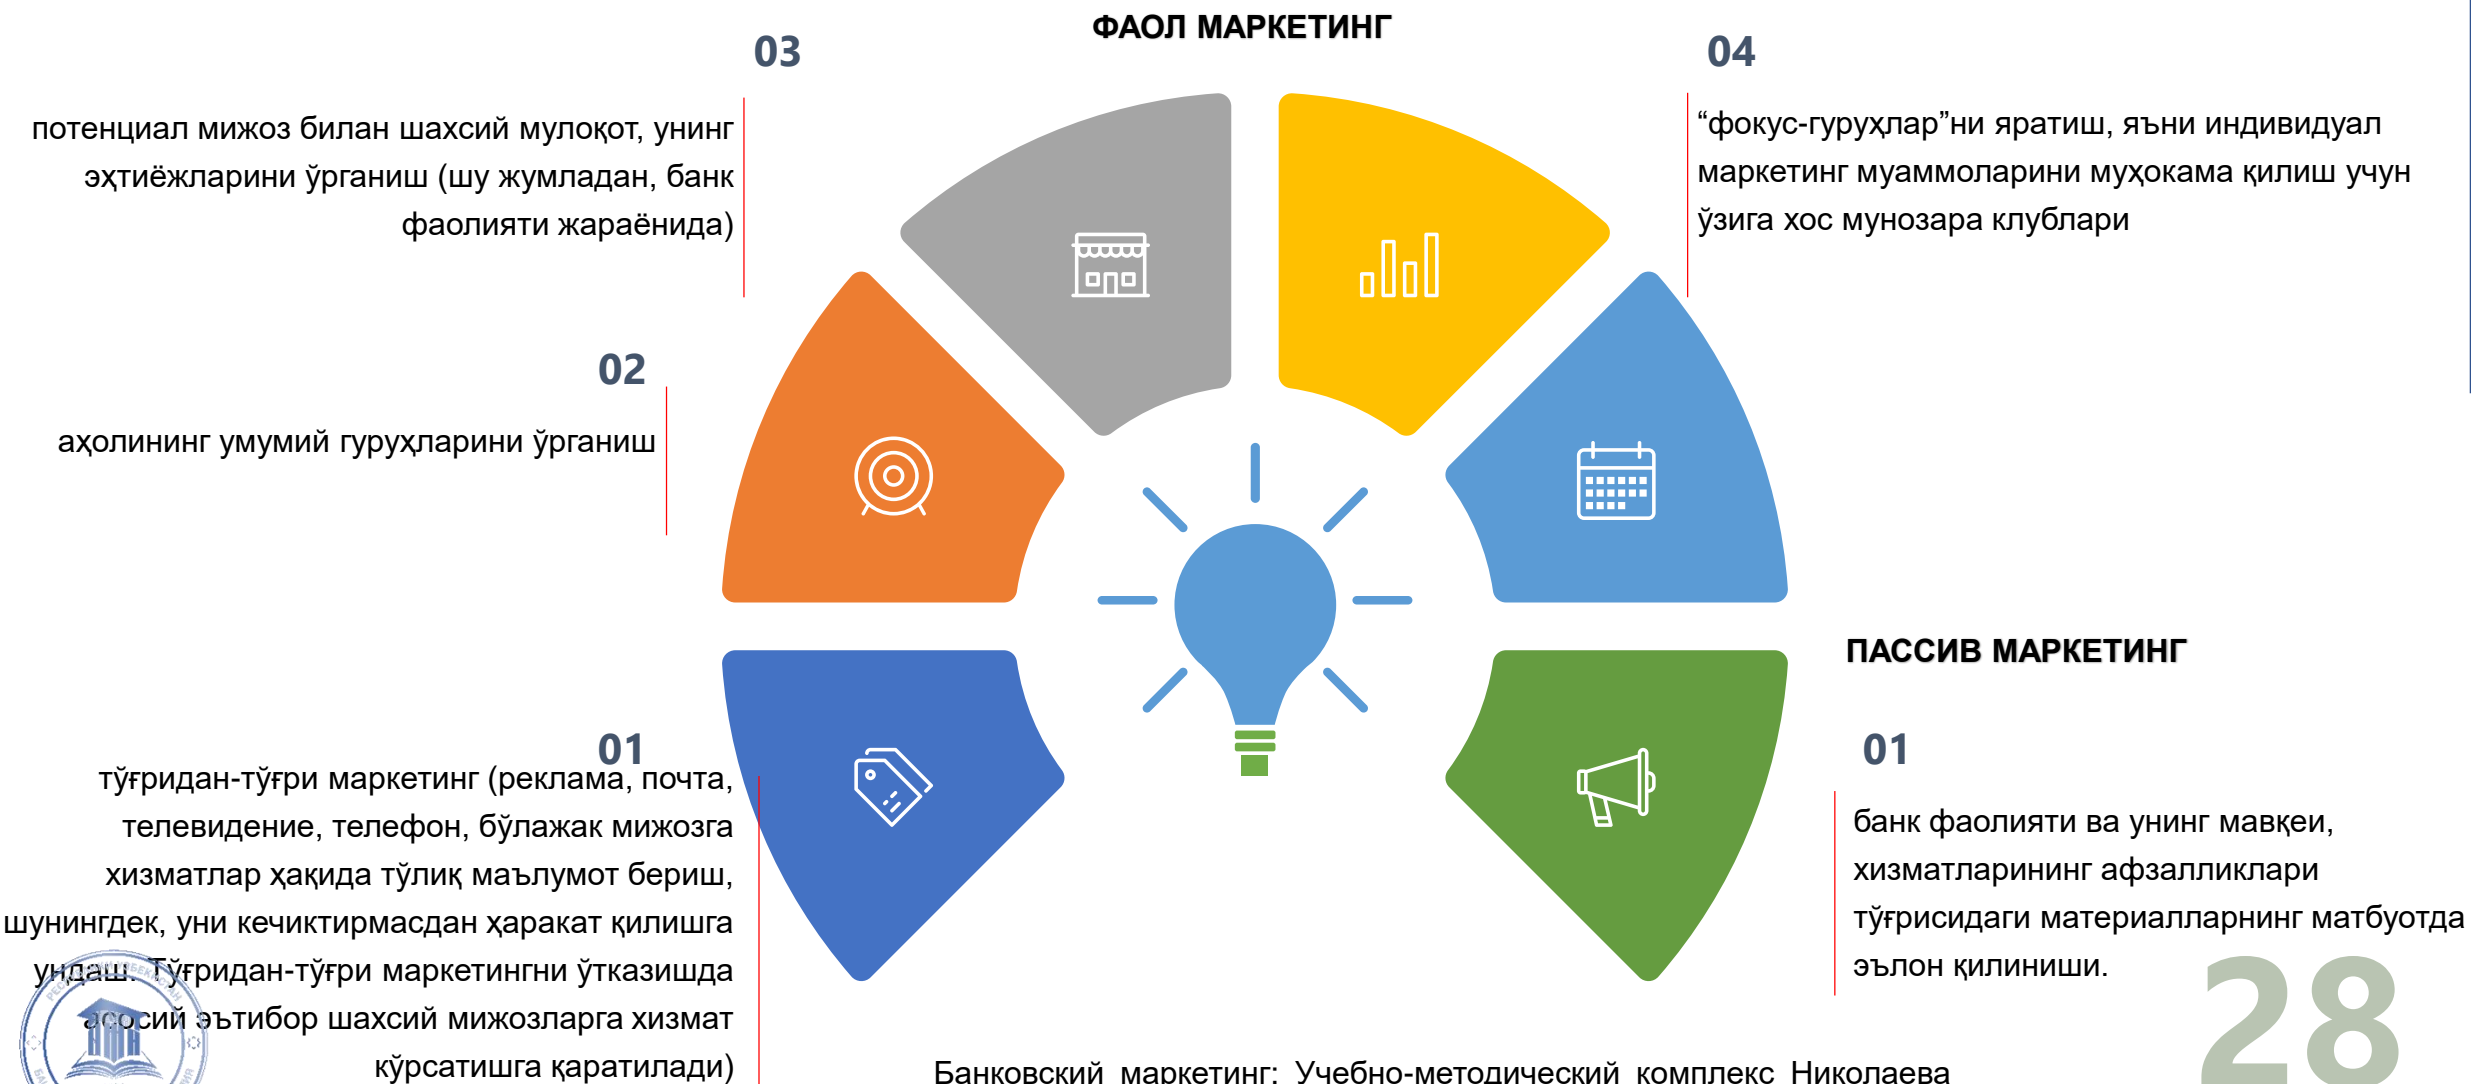 ФАОЛ МАРКЕТИНГ
03
потенциал мижоз билан шахсий мулоқот, унинг
эҳтиёжларини ўрганиш (шу жумладан, банк
фаолияти жараёнида)
04
“фокус-гуруҳлар”ни яратиш, яъни индивидуал
маркетинг муаммоларини муҳокама қилиш учун
ўзига хос мунозара клублари
02
аҳолининг умумий гуруҳларини ўрганиш
01
тўғридан-тўғри маркетинг (реклама, почта,
телевидение, телефон, бўлажак мижозга
хизматлар ҳақида тўлиқ маълумот бериш,
шунингдек, уни кечиктирмасдан ҳаракат қилишга
ундаш. Тўғридан-тўғри маркетингни ўтказишда
асосий эътибор шахсий мижозларга хизмат
кўрсатишга қаратилади)
ПАССИВ МАРКЕТИНГ
01
банк фаолияти ва унинг мавқеи,
хизматларининг афзалликлари
тўғрисидаги материалларнинг матбуотда
эълон қилиниши.
28
Банковский маркетинг: Учебно-методический комплекс Николаева